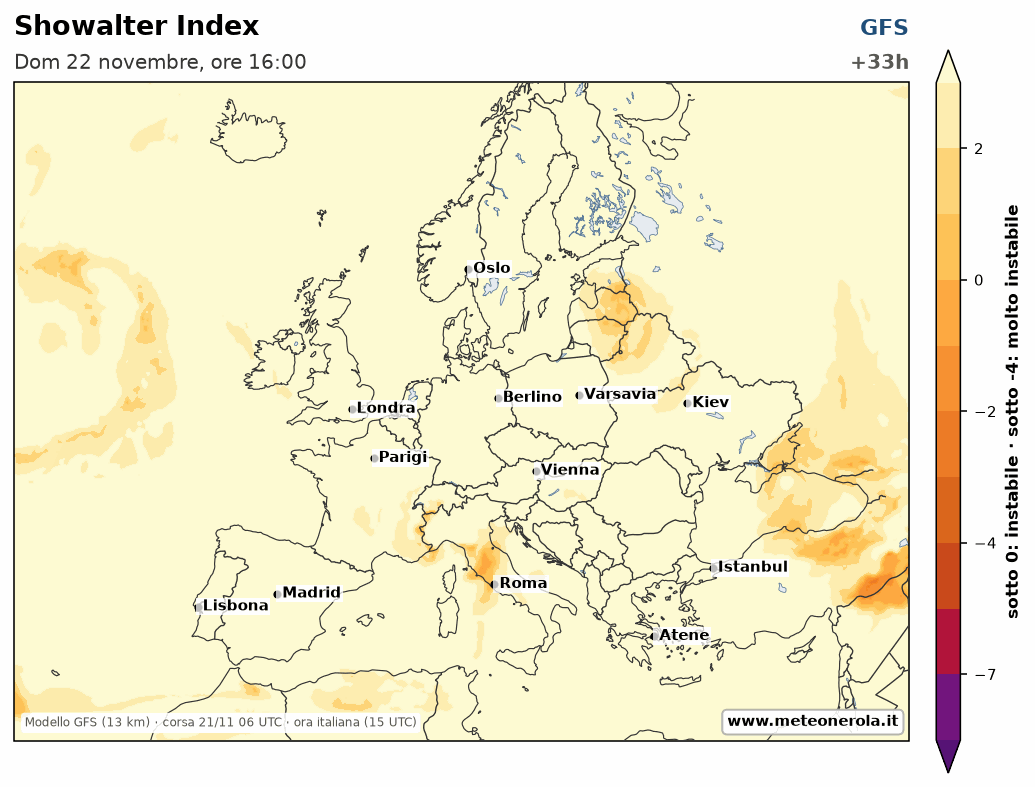 Showalter Index
GFS
Dom 22 novembre, ore 16:00
+33h
Oslo
Berlino
Varsavia
Kiev
Londra
Parigi
Vienna
Istanbul
Roma
Madrid
Lisbona
Atene
2
0
−2
−4
−7
sotto 0: instabile · sotto -4: molto instabile
Modello GFS (13 km) · corsa 21/11 06 UTC · ora italiana (15 UTC)
www.meteonerola.it